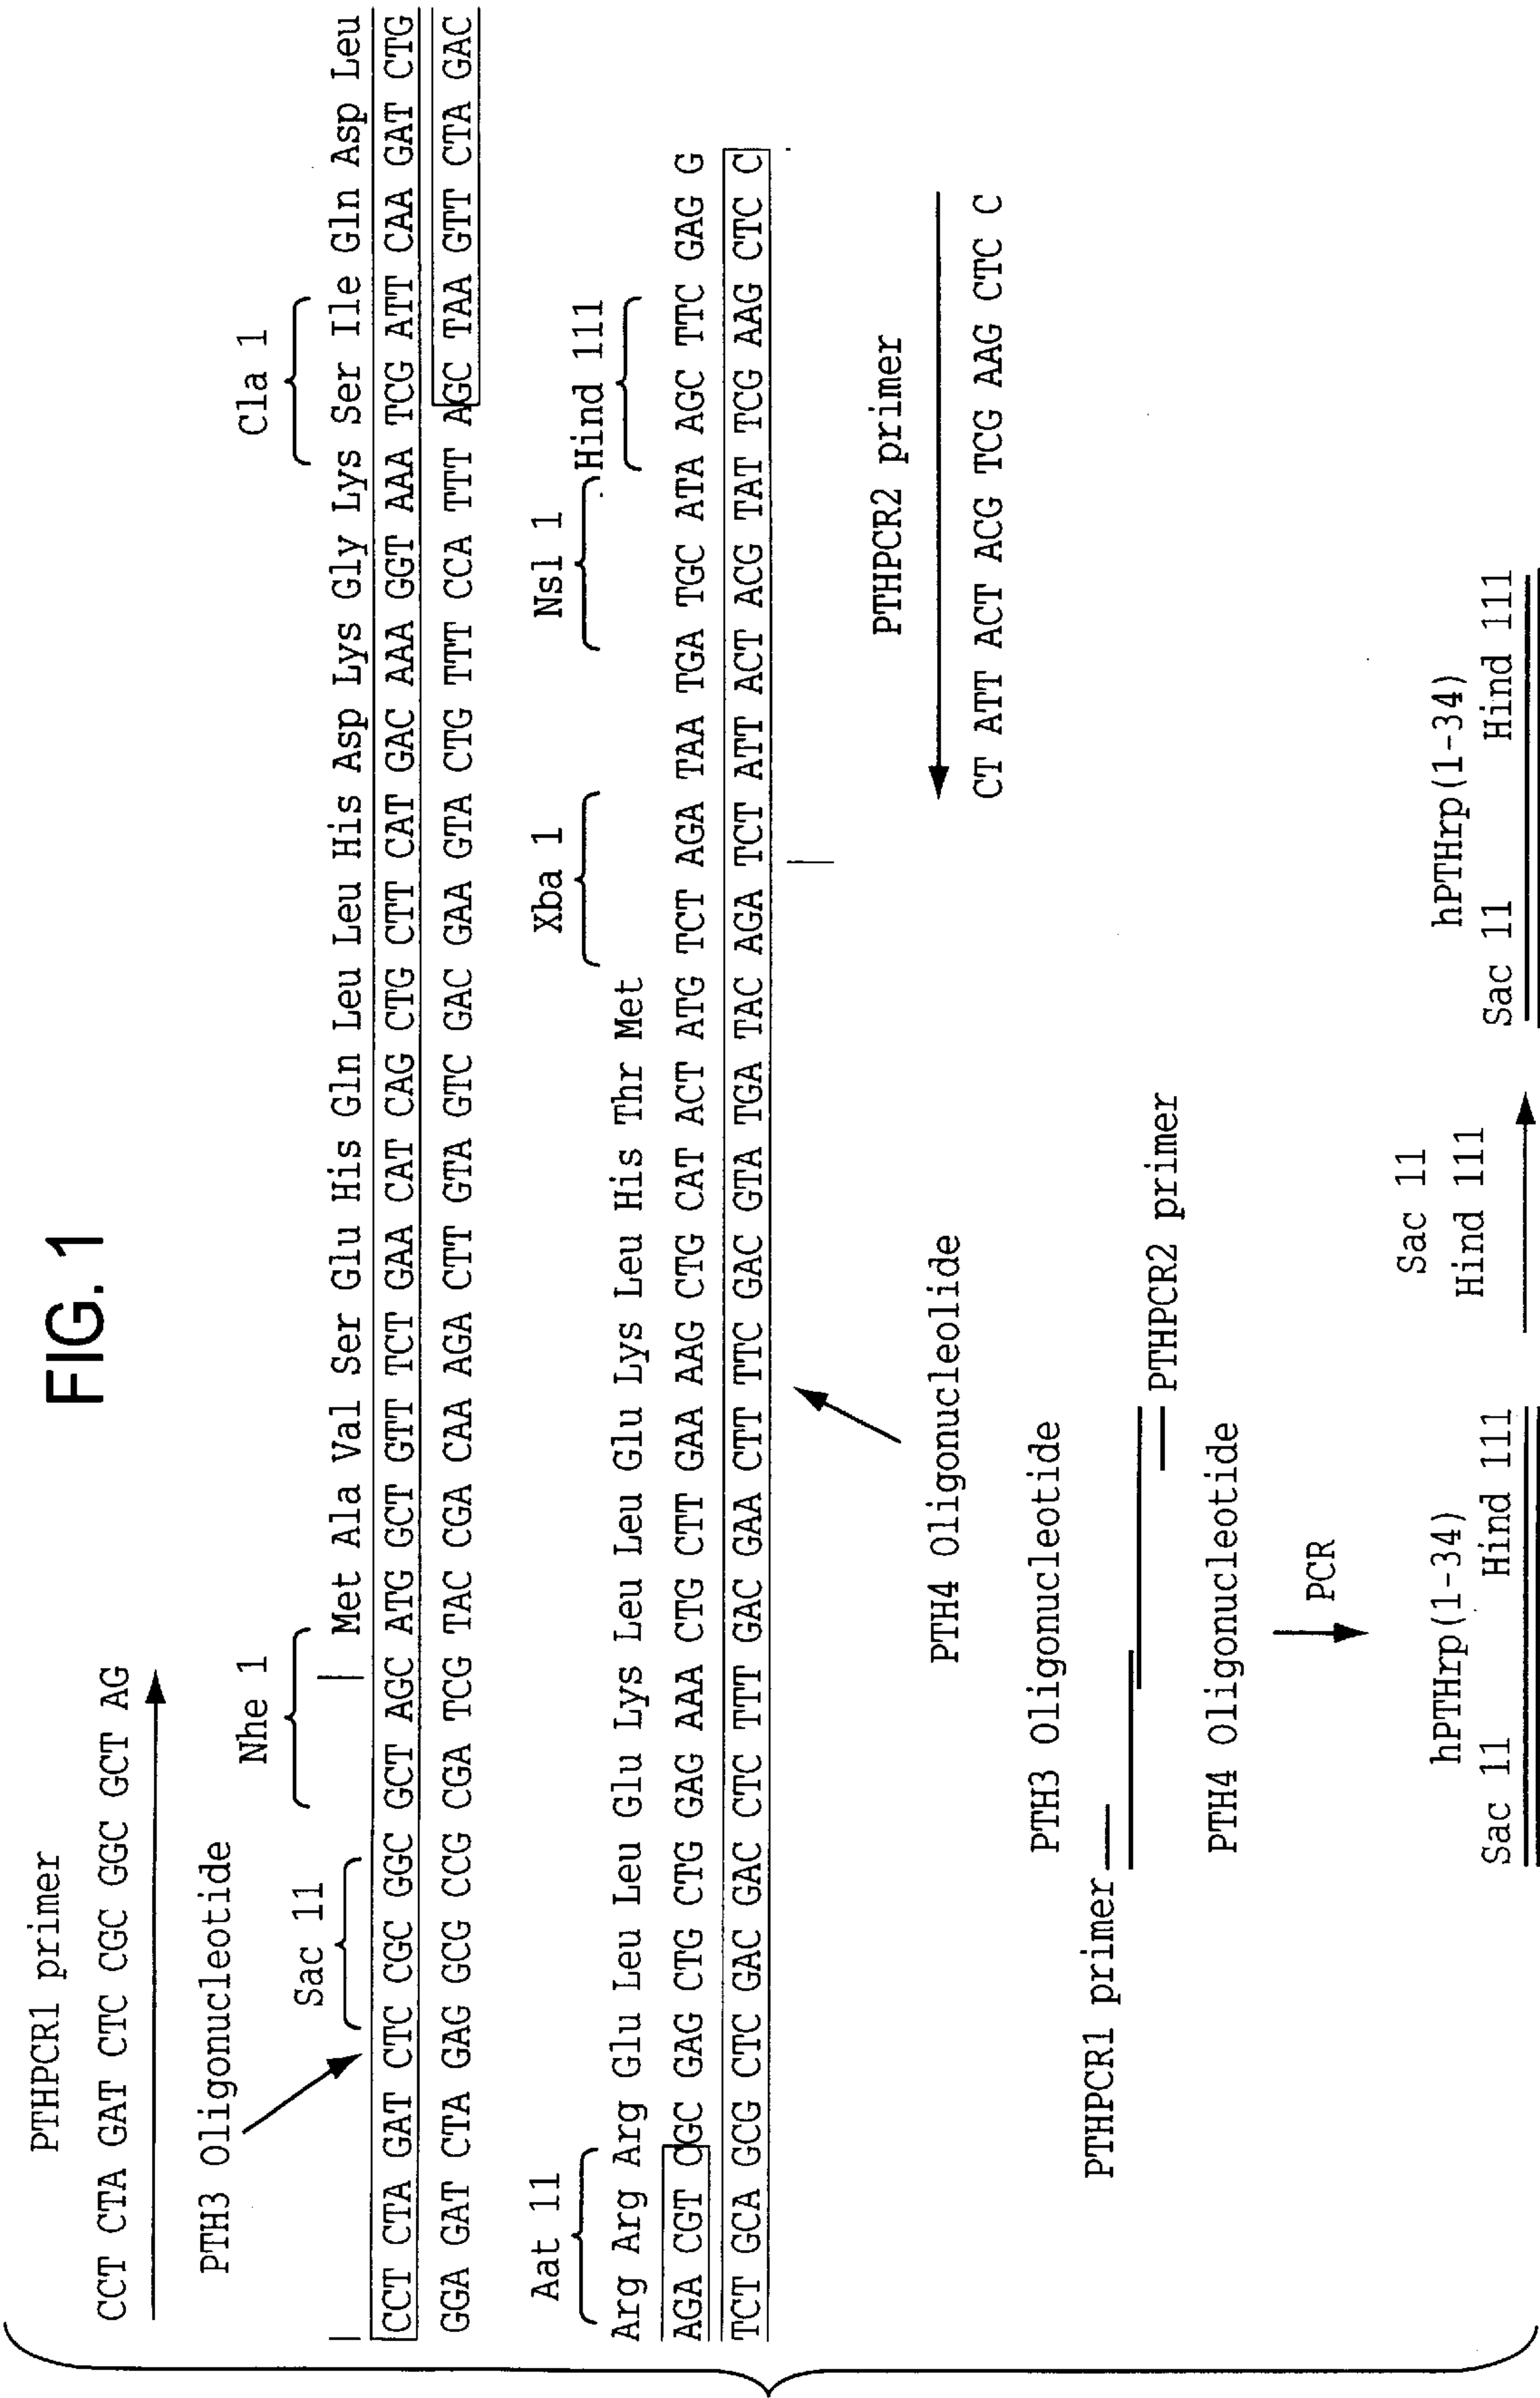 FIG. 1
PTHPCR1 primer
CCT CTA GAT CTC CGC GGC GCT AG
PTH3 Oligonucleotide
Sac 11
Nhe 1
Cla 1
Met Ala Val Ser Glu His Gln Leu Leu His Asp Lys Gly Lys Ser Ile Gln Asp Leu
CCT CTA GAT CTC CGC GGC GCT AGC ATG GCT GTT TCT GAA CAT CAG CTG CTT CAT GAC AAA GGT AAA TCG ATT CAA GAT CTG
GGA GAT CTA GAG GCG CCG CGA TCG TAC CGA CAA AGA CTT GTA GTC GAC GAA GTA CTG TTT CCA TTT AGC TAA GTT CTA GAC
Aat 11
Xba 1
Nsl 1
Hind 111
Arg Arg Arg Glu Leu Leu Glu Lys Leu Leu Glu Lys Leu His Thr Met
AGA CGT CGC GAG CTG CTG GAG AAA CTG CTT GAA AAG CTG CAT ACT ATG TCT AGA TAA TGA TGC ATA AGC TTC GAG G
TCT GCA GCG CTC GAC GAC CTC TTT GAC GAA CTT TTC GAC GTA TGA TAC AGA TCT ATT ACT ACG TAT TCG AAG CTC C
PTH4 Oligonucleolide
PTHPCR2 primer
CT ATT ACT ACG TCG AAG CTC C
PTH3 Oligonucleotide
PTHPCR1 primer
PTHPCR2 primer
PTH4 Oligonucleotide
PCR
hPTHrp(1-34)
Sac 11 Hind 111
Sac 11
Hind 111
hPTHrp(1-34)
Sac 11 Hind 111